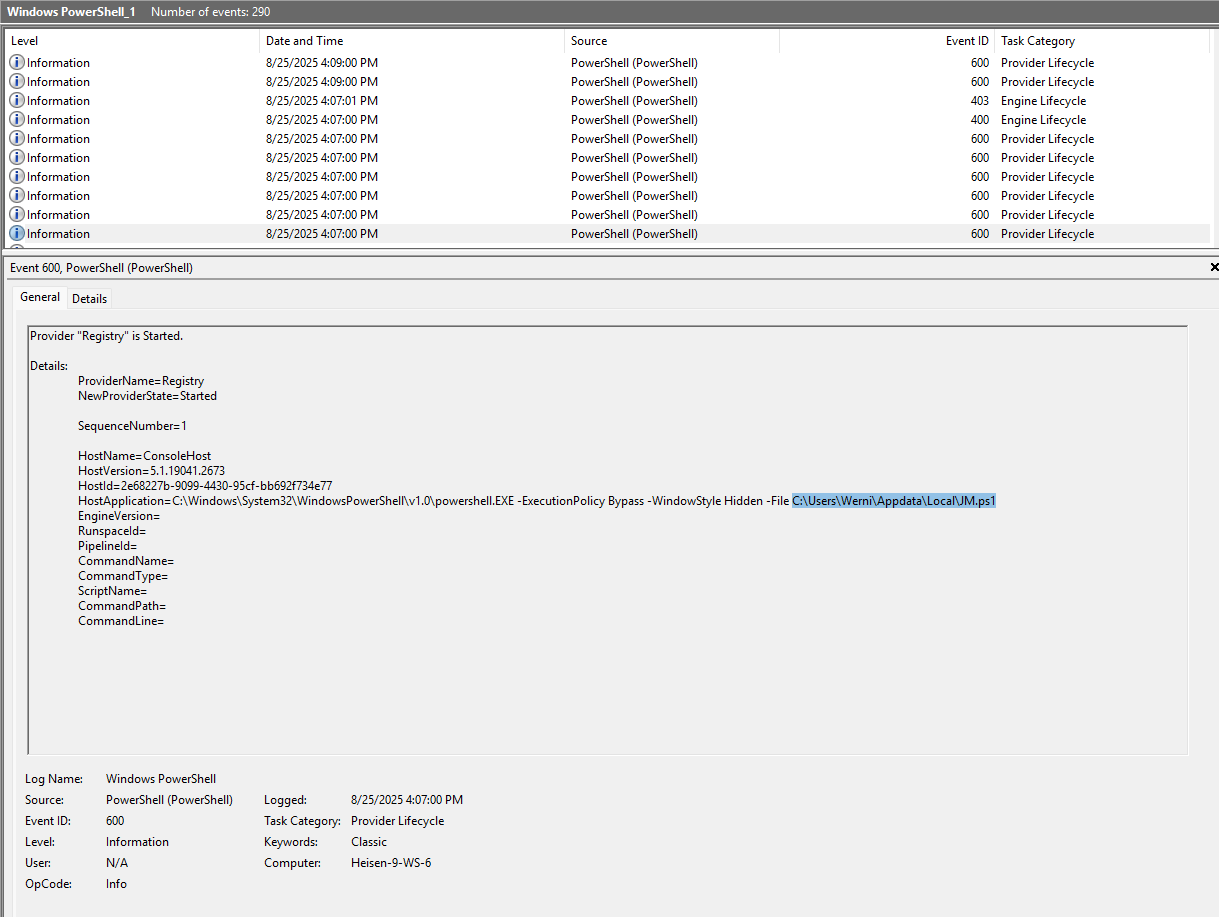 Windows PowerShell_1 Number of events: 290
Level Date and Time Source Event ID Task Category
Information 8/25/2025 4:09:00 PM PowerShell (PowerShell) 600 Provider Lifecycle
Information 8/25/2025 4:09:00 PM PowerShell (PowerShell) 600 Provider Lifecycle
Information 8/25/2025 4:07:01 PM PowerShell (PowerShell) 403 Engine Lifecycle
Information 8/25/2025 4:07:00 PM PowerShell (PowerShell) 400 Engine Lifecycle
Information 8/25/2025 4:07:00 PM PowerShell (PowerShell) 600 Provider Lifecycle
Information 8/25/2025 4:07:00 PM PowerShell (PowerShell) 600 Provider Lifecycle
Information 8/25/2025 4:07:00 PM PowerShell (PowerShell) 600 Provider Lifecycle
Information 8/25/2025 4:07:00 PM PowerShell (PowerShell) 600 Provider Lifecycle
Information 8/25/2025 4:07:00 PM PowerShell (PowerShell) 600 Provider Lifecycle
Information 8/25/2025 4:07:00 PM PowerShell (PowerShell) 600 Provider Lifecycle
Event 600, PowerShell (PowerShell)
General Details
Provider "Registry" is Started.
Details:
ProviderName=Registry
NewProviderState=Started
SequenceNumber=1
HostName=ConsoleHost
HostVersion=5.1.19041.2673
HostId=2e68227b-9099-4430-95cf-bb692f734e77
HostApplication=C:\Windows\System32\WindowsPowerShell\v1.0\powershell.EXE -ExecutionPolicy Bypass -WindowStyle Hidden -File C:\Users\Werni\Appdata\Local\JM.ps1
EngineVersion=
RunspaceId=
PipelineId=
CommandName=
CommandType=
ScriptName=
CommandPath=
CommandLine=
Log Name: Windows PowerShell
Source: PowerShell (PowerShell) Logged: 8/25/2025 4:07:00 PM
Event ID: 600 Task Category: Provider Lifecycle
Level: Information Keywords: Classic
User: N/A Computer: Heisen-9-WS-6
OpCode: Info